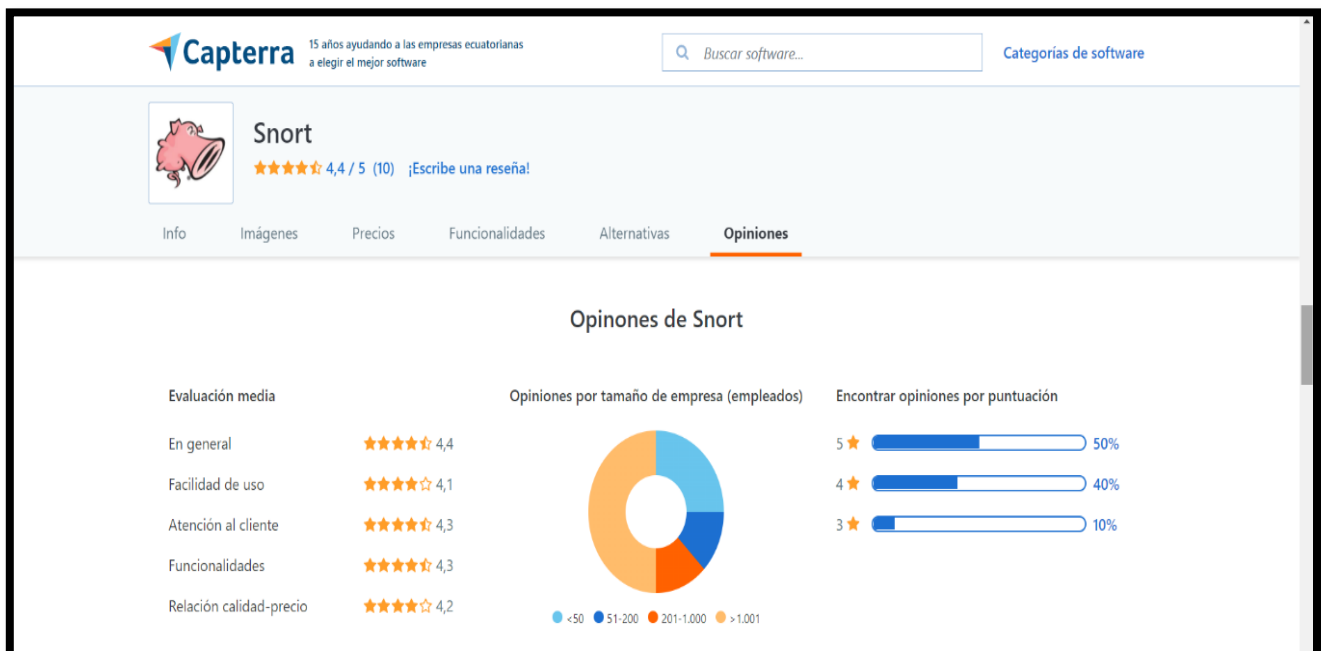 Capterra
15 años ayudando a las empresas ecuatorianas
a elegir el mejor software
Buscar software...
Categorías de software
Snort
4,4 / 5 (10) ¡Escribe una reseña!
Info Imágenes Precios Funcionalidades Alternativas Opiniones
Opinones de Snort
Evaluación media
En general 4,4
Facilidad de uso 4,1
Atención al cliente 4,3
Funcionalidades 4,3
Relación calidad-precio 4,2
Opiniones por tamaño de empresa (empleados)
<50 51-200 201-1.000 >1.001
Encontrar opiniones por puntuación
5 50%
4 40%
3 10%